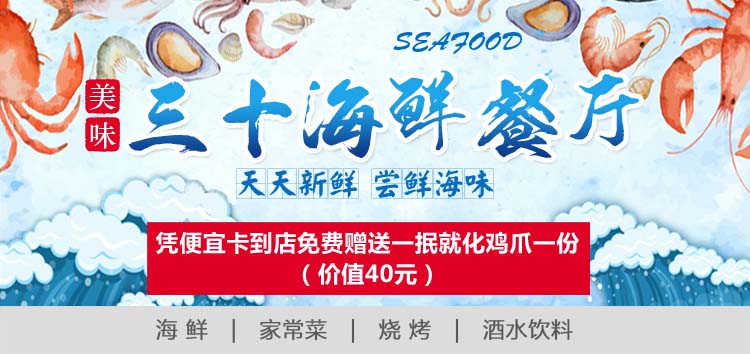 SEAFOOD
美味
三十海鲜餐厅
天天新鲜 尝鲜海味
凭便宜卡到店免费赠送一抿就化鸡爪一份
（价值40元）
海鲜 | 家常菜 | 烧烤 | 酒水饮料